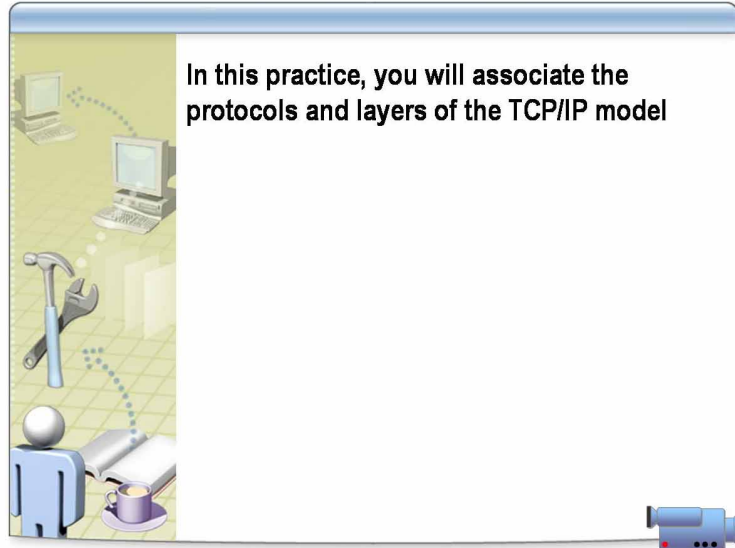 In this practice, you will associate the
protocols and layers of the TCP/IP model